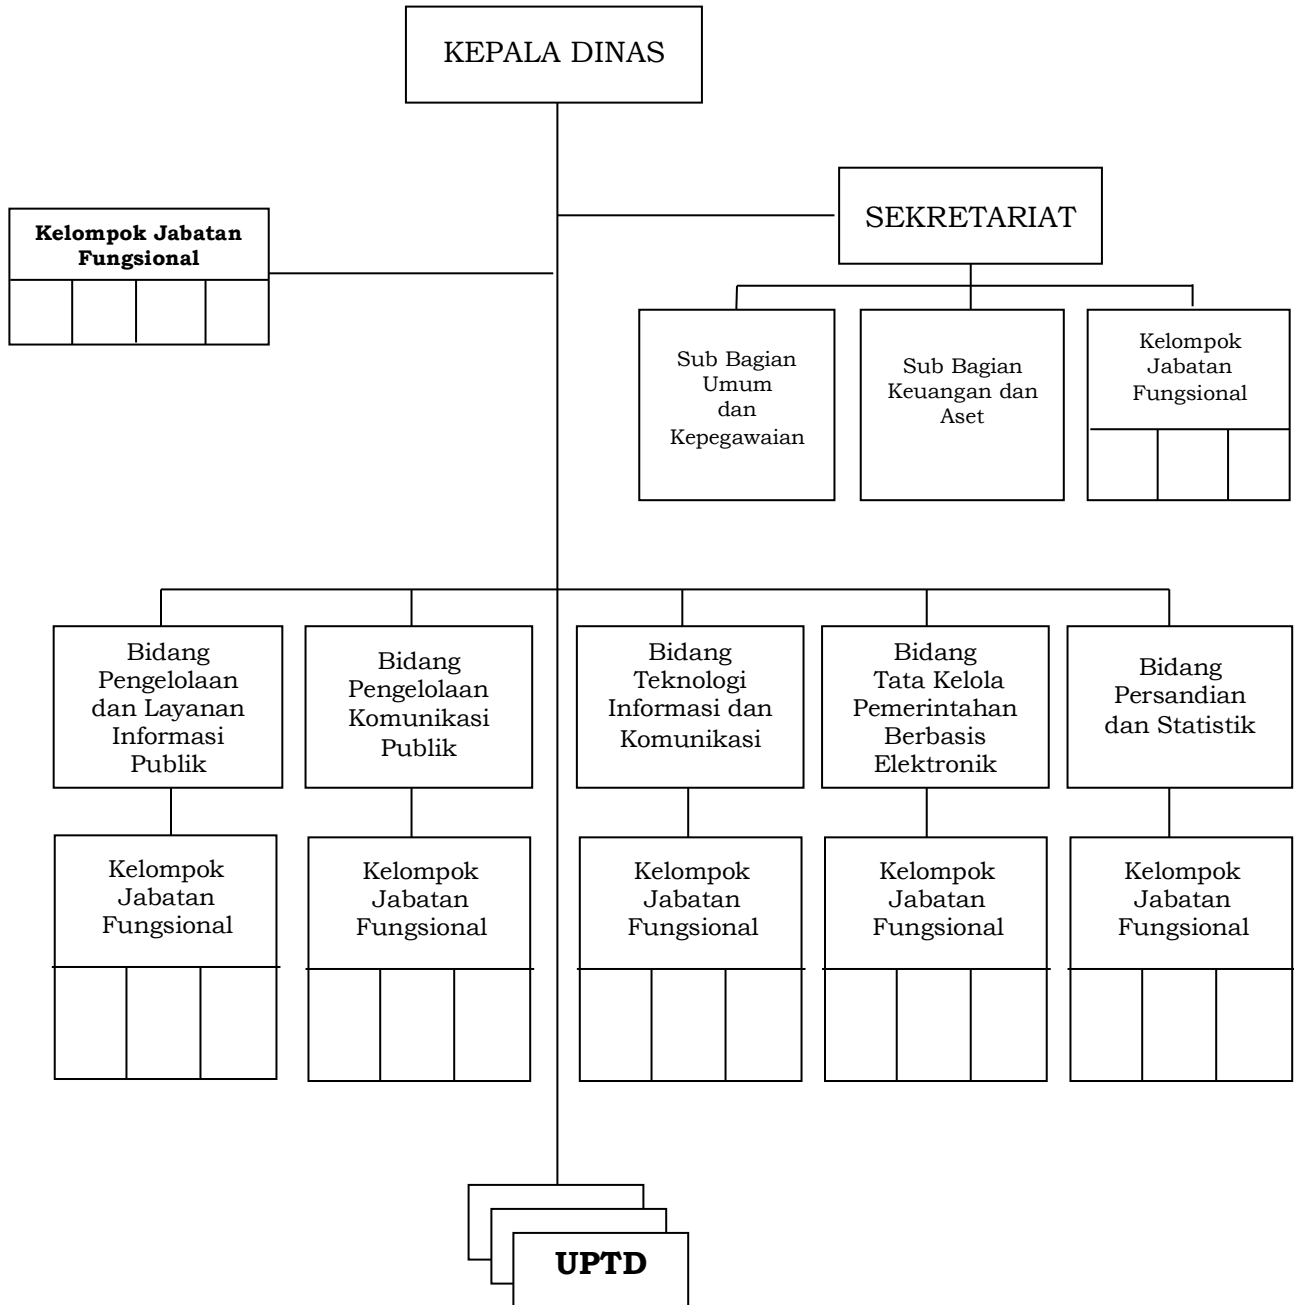 KEPALA DINAS
SEKRETARIAT
Kelompok Jabatan
Fungsional
Sub Bagian
Umum
dan
Kepegawaian
Sub Bagian
Keuangan dan
Aset
Kelompok
Jabatan
Fungsional
Bidang
Pengelolaan
dan Layanan
Informasi
Publik
Bidang
Pengelolaan
Komunikasi
Publik
Bidang
Teknologi
Informasi dan
Komunikasi
Bidang
Tata Kelola
Pemerintahan
Berbasis
Elektronik
Bidang
Persandian
dan Statistik
Kelompok
Jabatan
Fungsional
Kelompok
Jabatan
Fungsional
Kelompok
Jabatan
Fungsional
Kelompok
Jabatan
Fungsional
Kelompok
Jabatan
Fungsional
UPTD